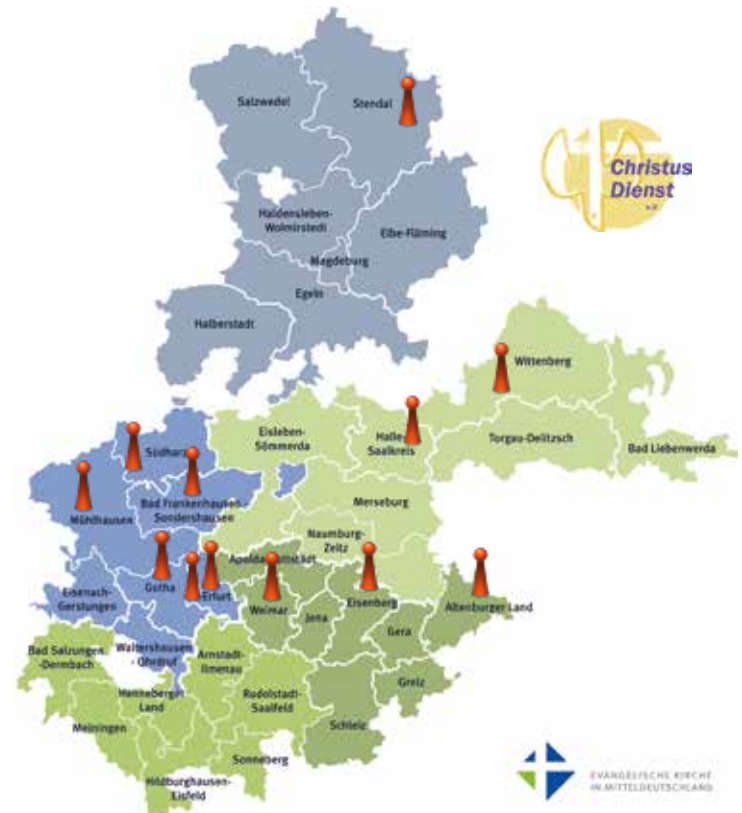 Salzwedel
Stendal
Christus
Dienst
e.V.
Haldensleben-
Wolmirstedt
Elbe-Fläming
Magdeburg
Egeln
Halberstadt
Wittenberg
Eisleben-
Sömmerda
Halle-
Saalkreis
Torgau-Delitzsch
Bad Liebenwerda
Südharz
Mühlhausen
Bad Frankenhausen-
Sondershausen
Merseburg
Naumburg-
Zeitz
Apolda-Buttstädt
Eisenach-
Gerstungen
Gotha
Erfurt
Weimar
Jena
Eisenberg
Altenburger Land
Gera
Bad Salzungen
-Dermbach
Waltershausen
- Ohrdruf
Arnstadt-
Ilmenau
Greiz
Henneberger
Land
Rudolstadt-
Saalfeld
Meiningen
Schleiz
Sonneberg
Hildburghausen-
Eisfeld
EVANGELISCHE KIRCHE
IN MITTELDEUTSCHLAND